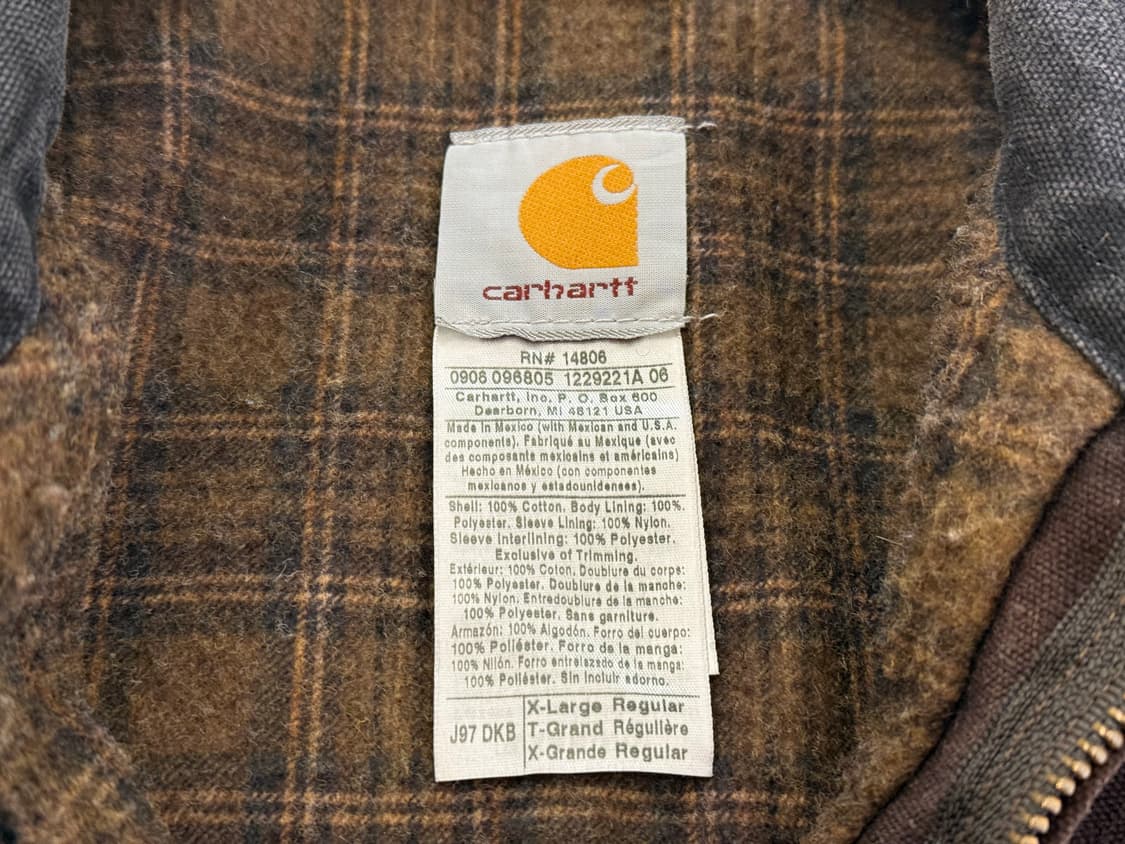 carhartt
RN# 14806
0906 096805 1229221A 06
Carhartt, Inc. P. O. Box 600
Dearborn, MI 48121 USA
Made in Mexico (with Mexican and U.S.A.
components). Fabriqué au Mexique (avec
des composants mexicains et américains)
Hecho en México (con componentes
mexicanos y estadounidenses).
Shell: 100% Cotton. Body Lining: 100%.
Polyester. Sleeve Lining: 100% Nylon.
Sleeve Interlining: 100% Polyester.
Exclusive of Trimming.
Extérieur: 100% Coton. Doublure du corps:
100% Polyester. Doublure de la manche:
100% Nylon. Entredoublure de la manche:
100% Polyester. Sans garniture.
Armazón: 100% Algodón. Forro del cuerpo:
100% Poliéster. Forro de la manga:
100% Nilón. Forro entrelazado de la manga:
100% Poliéster. Sin incluir adorno.
J97 DKB
X-Large Regular
T-Grand Régulière
X-Grande Regular